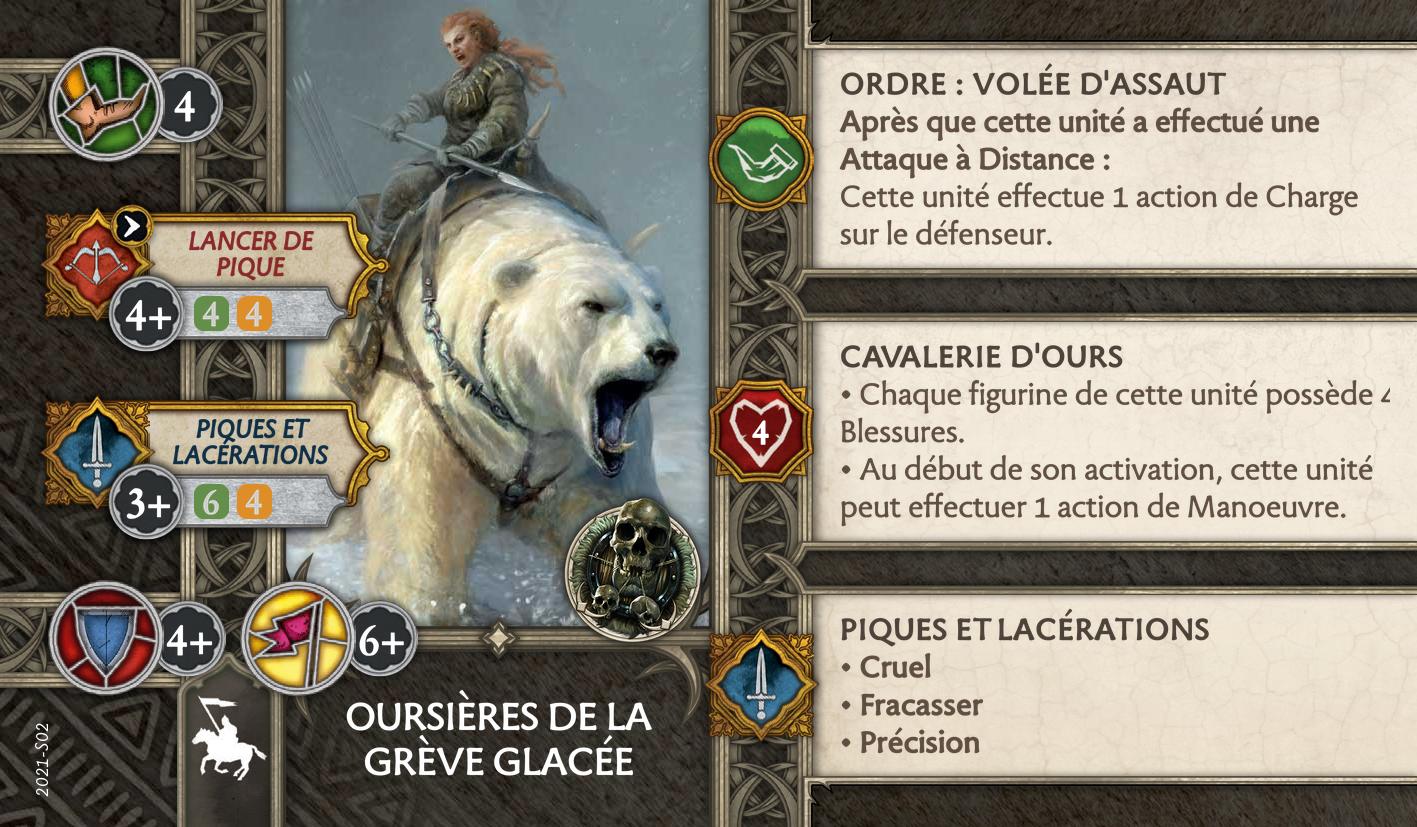 4
LANCER DE
PIQUE
4+
4 4
PIQUES ET
LACÉRATIONS
3+
6 4
4+
6+
OURSIÈRES DE LA
GRÈVE GLACÉE
2021-S02
ORDRE : VOLÉE D'ASSAUT
Après que cette unité a effectué une
Attaque à Distance :
Cette unité effectue 1 action de Charge
sur le défenseur.
4
CAVALERIE D'OURS
• Chaque figurine de cette unité possède 4
Blessures.
• Au début de son activation, cette unité
peut effectuer 1 action de Manoeuvre.
PIQUES ET LACÉRATIONS
• Cruel
• Fracasser
• Précision